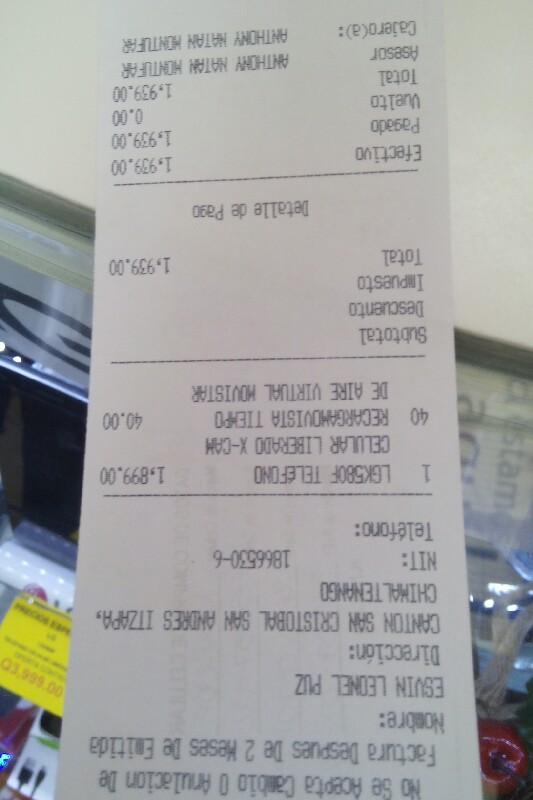 No Se Acepta Cambio O Anulacion De
Factura Despues De 2 Meses De Emitida
Nombre:
ESVIN LEONEL PUZ
Dirección:
CANTON SAN CRISTOBAL SAN ANDRES ITZAPA,
CHIMALTENANGO
NIT: 1866530-6
Teléfono:
1 LGK580F TELÉFONO 1,899.00
CELULAR LIBERADO X-CAM
40 RECARGAMOVISTA TIEMPO 40.00
DE AIRE VIRTUAL MOVISTAR
Subtotal
Descuento
Impuesto
Total 1,939.00
Detalle de Pago
Efectivo 1,939.00
Pagado 1,939.00
Vuelto 0.00
Total 1,939.00
Asesor ANTHONY NATAN MONTUFAR
Cajero(a): ANTHONY NATAN MONTUFAR
PRECIOS ESPE
LG
Q3,999.00